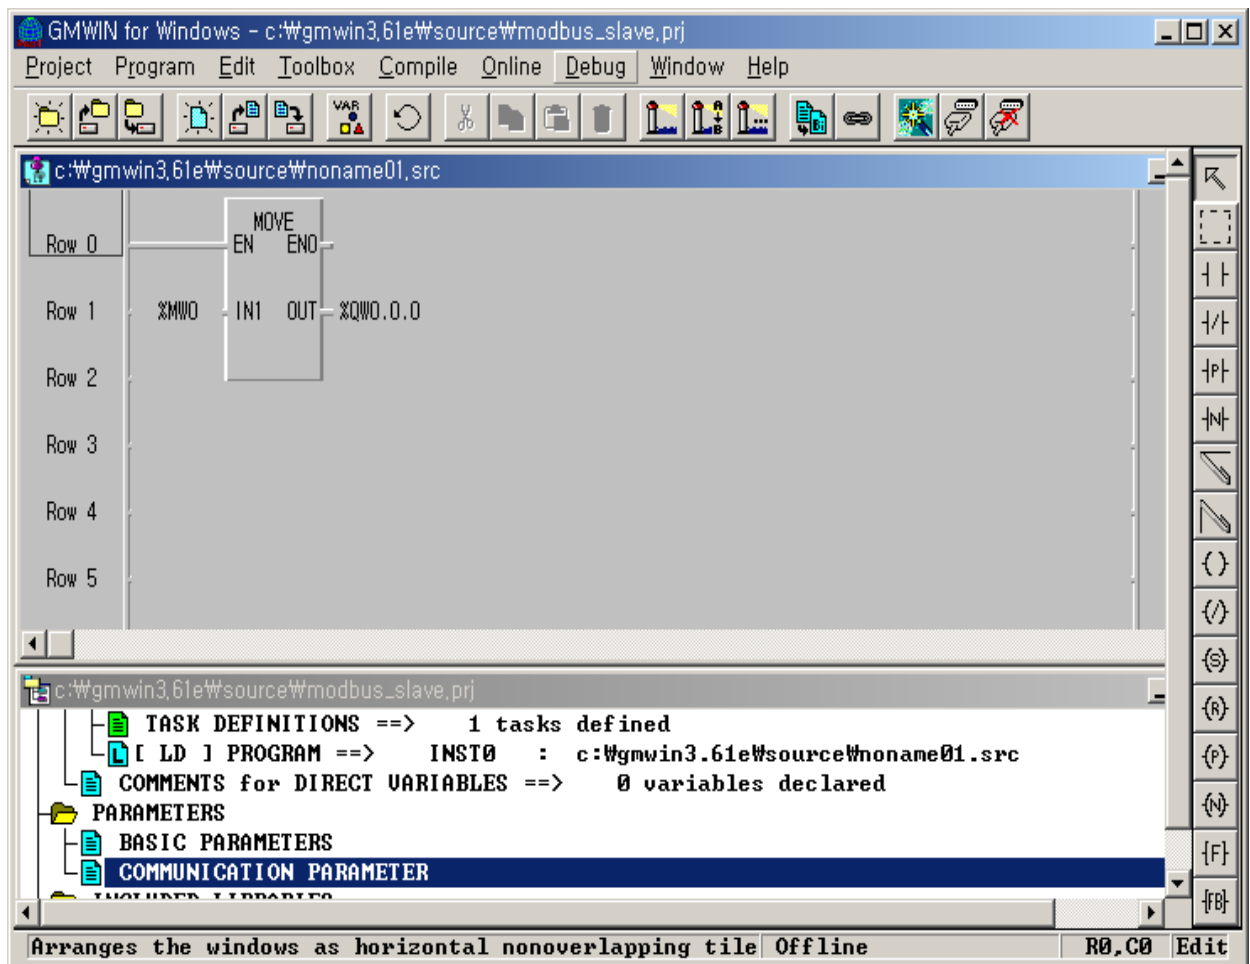 GMWIN for Windows - c:₩gmwin3,61e₩source₩modbus_slave,prj
Project Program Edit Toolbox Compile Online Debug Window Help
VAR
A
B
Bi
c:₩gmwin3,61e₩source₩noname01,src
MOVE
Row 0 EN ENO
Row 1 %MW0 IN1 OUT %QW0.0.0
Row 2
Row 3
Row 4
Row 5
P
N
(S)
(R)
(P)
(N)
{F}
{FB}
c:₩gmwin3,61e₩source₩modbus_slave,prj
TASK DEFINITIONS ==> 1 tasks defined
L [ LD ] PROGRAM ==> INST0 : c:₩gmwin3.61e₩source₩noname01.src
COMMENTS for DIRECT VARIABLES ==> 0 variables declared
PARAMETERS
BASIC PARAMETERS
COMMUNICATION PARAMETER
INCLUDED LIBRARIES
Arranges the windows as horizontal nonoverlapping tile Offline R0,C0 Edit